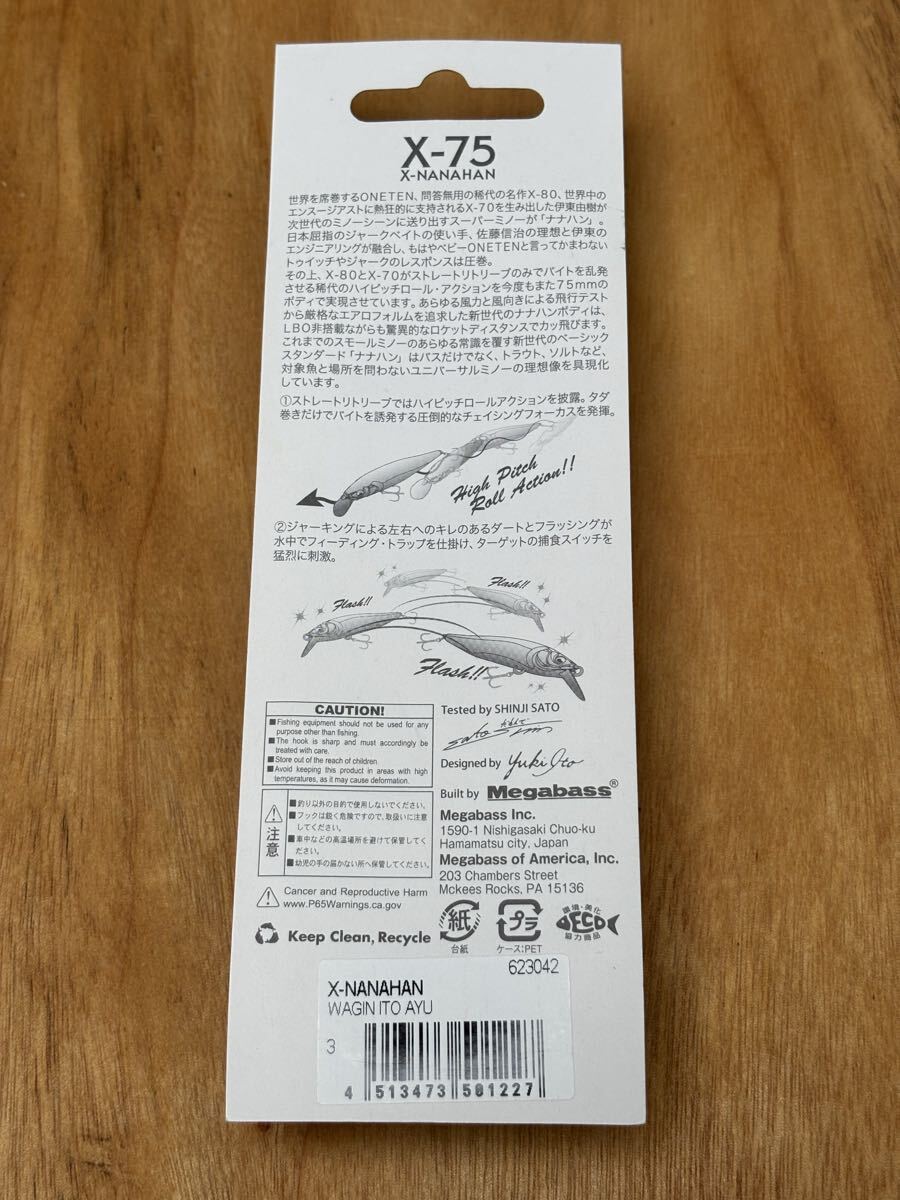 X-75
X-NANAHAN
世界を席巻するONETEN、問答無用の稀代の名作X-80、世界中の
エンスージアストに熱狂的に支持されるX-70を生み出した伊東由樹が
次世代のミノーシーンに送り出すスーパーミノーが「ナナハン」。
日本屈指のジャークベイトの使い手、佐藤信治の理想と伊東の
エンジニアリングが融合し、もはやベビーONETENと言ってかまわない
トゥイッチやジャークのレスポンスは圧巻。
その上、X-80とX-70がストレートリトリーブのみでバイトを乱発
させる稀代のハイピッチロール・アクションを今度もまた75mmの
ボディで実現させています。あらゆる風力と風向きによる飛行テスト
から厳格なエアロフォルムを追求した新世代のナナハンボディは、
LBO非搭載ながらも驚異的なロケットディスタンスでカッ飛びます。
これまでのスモールミノーのあらゆる常識を覆す新世代のベーシック
スタンダード「ナナハン」はバスだけでなく、トラウト、ソルトなど、
対象魚と場所を問わないユニバーサルミノーの理想像を具現化
しています。
①ストレートリトリーブではハイピッチロールアクションを披露。タダ
巻きだけでバイトを誘発する圧倒的なチェイシングフォーカスを発揮。
High Pitch
Roll Action!!
②ジャーキングによる左右へのキレのあるダートとフラッシングが
水中でフィーディング・トラップを仕掛け、ターゲットの捕食スイッチを
猛烈に刺激。
Flash!!
Flash!!
Flash!!
CAUTION!
■Fishing equipment should not be used for any
purpose other than fishing.
■The hook is sharp and must accordingly be
treated with care.
■Store out of the reach of children.
■Avoid keeping this product in areas with high
temperatures, as it may cause deformation.
注意
■釣り以外の目的で使用しないでください。
■フックは鋭く危険ですので、取扱いに注意
してください。
■車中などの高温場所を避けて保管してく
ださい。
■幼児の手の届かない所へ保管してください。
Cancer and Reproductive Harm
www.P65Warnings.ca.gov
Keep Clean, Recycle
Tested by SHINJI SATO
Sato
Designed by Yuki Ito
Built by Megabass®
Megabass Inc.
1590-1 Nishigasaki Chuo-ku
Hamamatsu city, Japan
Megabass of America, Inc.
203 Chambers Street
Mckees Rocks, PA 15136
紙
台紙
プラ
ケース:PET
環境・美化
ECO
協力商品
623042
X-NANAHAN
WAGIN ITO AYU
3
4 513473 501227